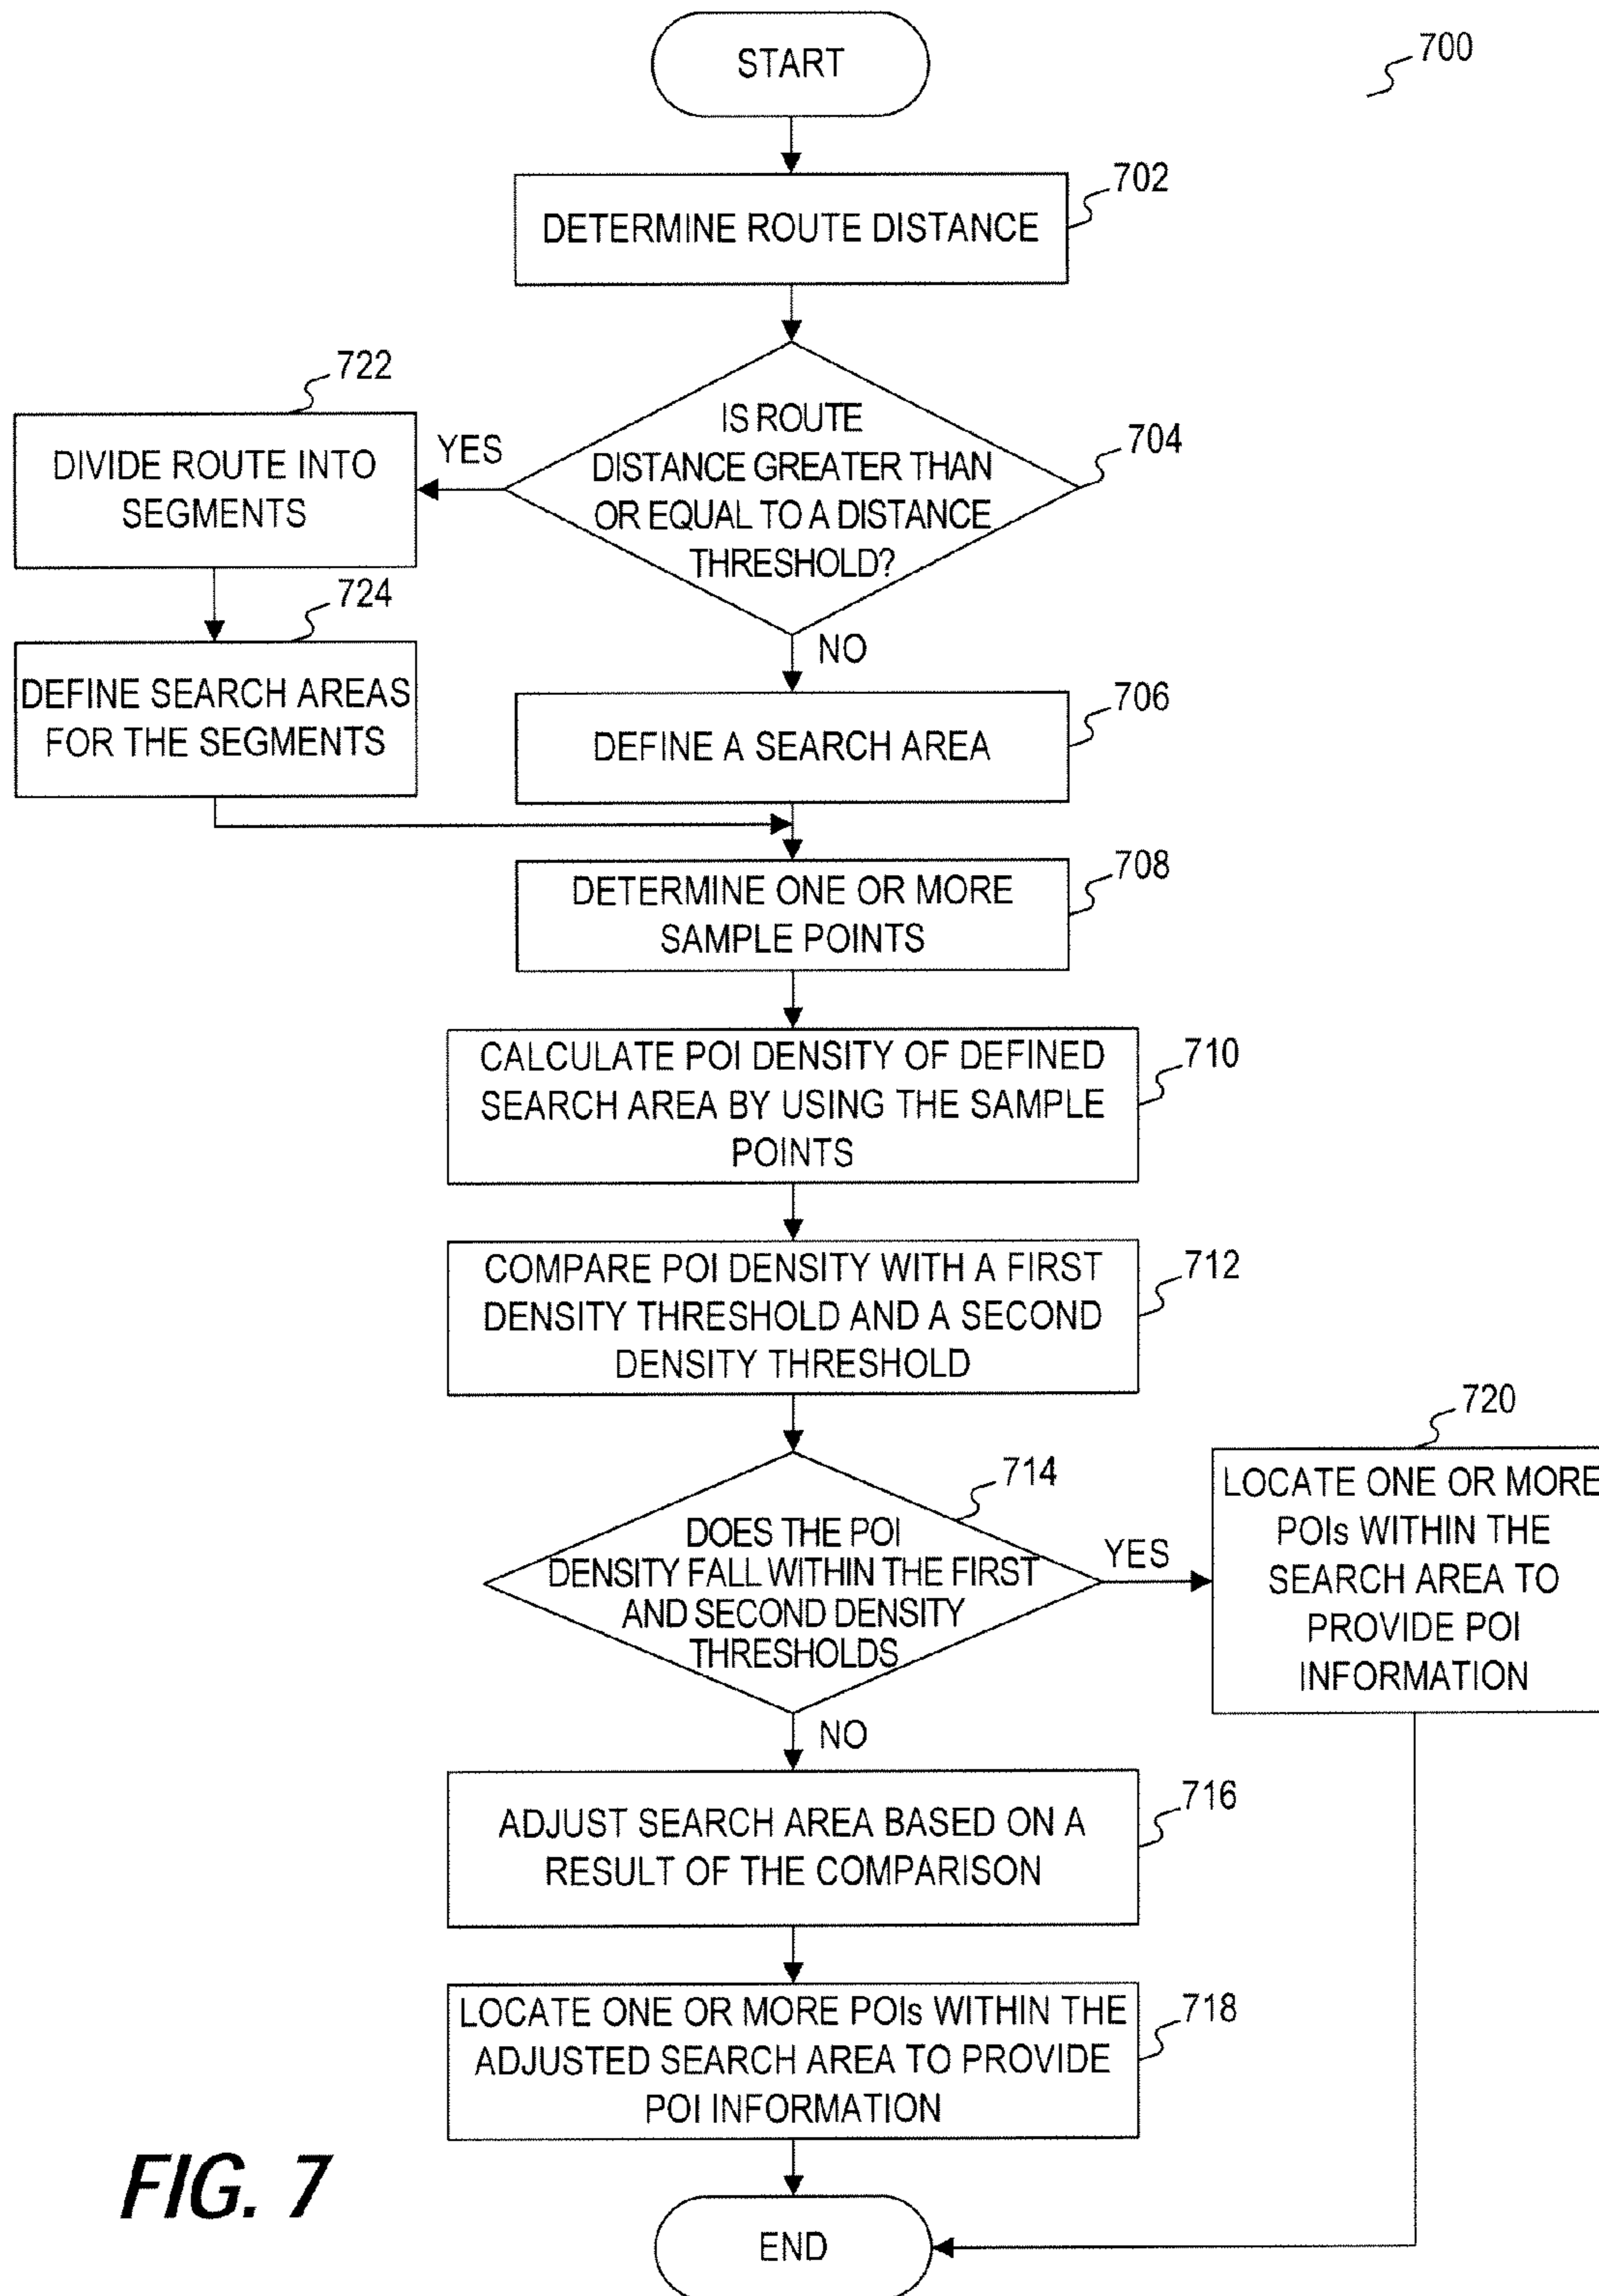 START
700
702
DETERMINE ROUTE DISTANCE
722
IS ROUTE
DISTANCE GREATER THAN
OR EQUAL TO A DISTANCE
THRESHOLD?
704
YES
DIVIDE ROUTE INTO
SEGMENTS
724
NO
DEFINE SEARCH AREAS
FOR THE SEGMENTS
706
DEFINE A SEARCH AREA
708
DETERMINE ONE OR MORE
SAMPLE POINTS
710
CALCULATE POI DENSITY OF DEFINED
SEARCH AREA BY USING THE SAMPLE
POINTS
712
COMPARE POI DENSITY WITH A FIRST
DENSITY THRESHOLD AND A SECOND
DENSITY THRESHOLD
714
DOES THE POI
DENSITY FALL WITHIN THE FIRST
AND SECOND DENSITY
THRESHOLDS
YES
720
LOCATE ONE OR MORE
POIs WITHIN THE
SEARCH AREA TO
PROVIDE POI
INFORMATION
NO
716
ADJUST SEARCH AREA BASED ON A
RESULT OF THE COMPARISON
718
LOCATE ONE OR MORE POIs WITHIN THE
ADJUSTED SEARCH AREA TO PROVIDE
POI INFORMATION
FIG. 7
END